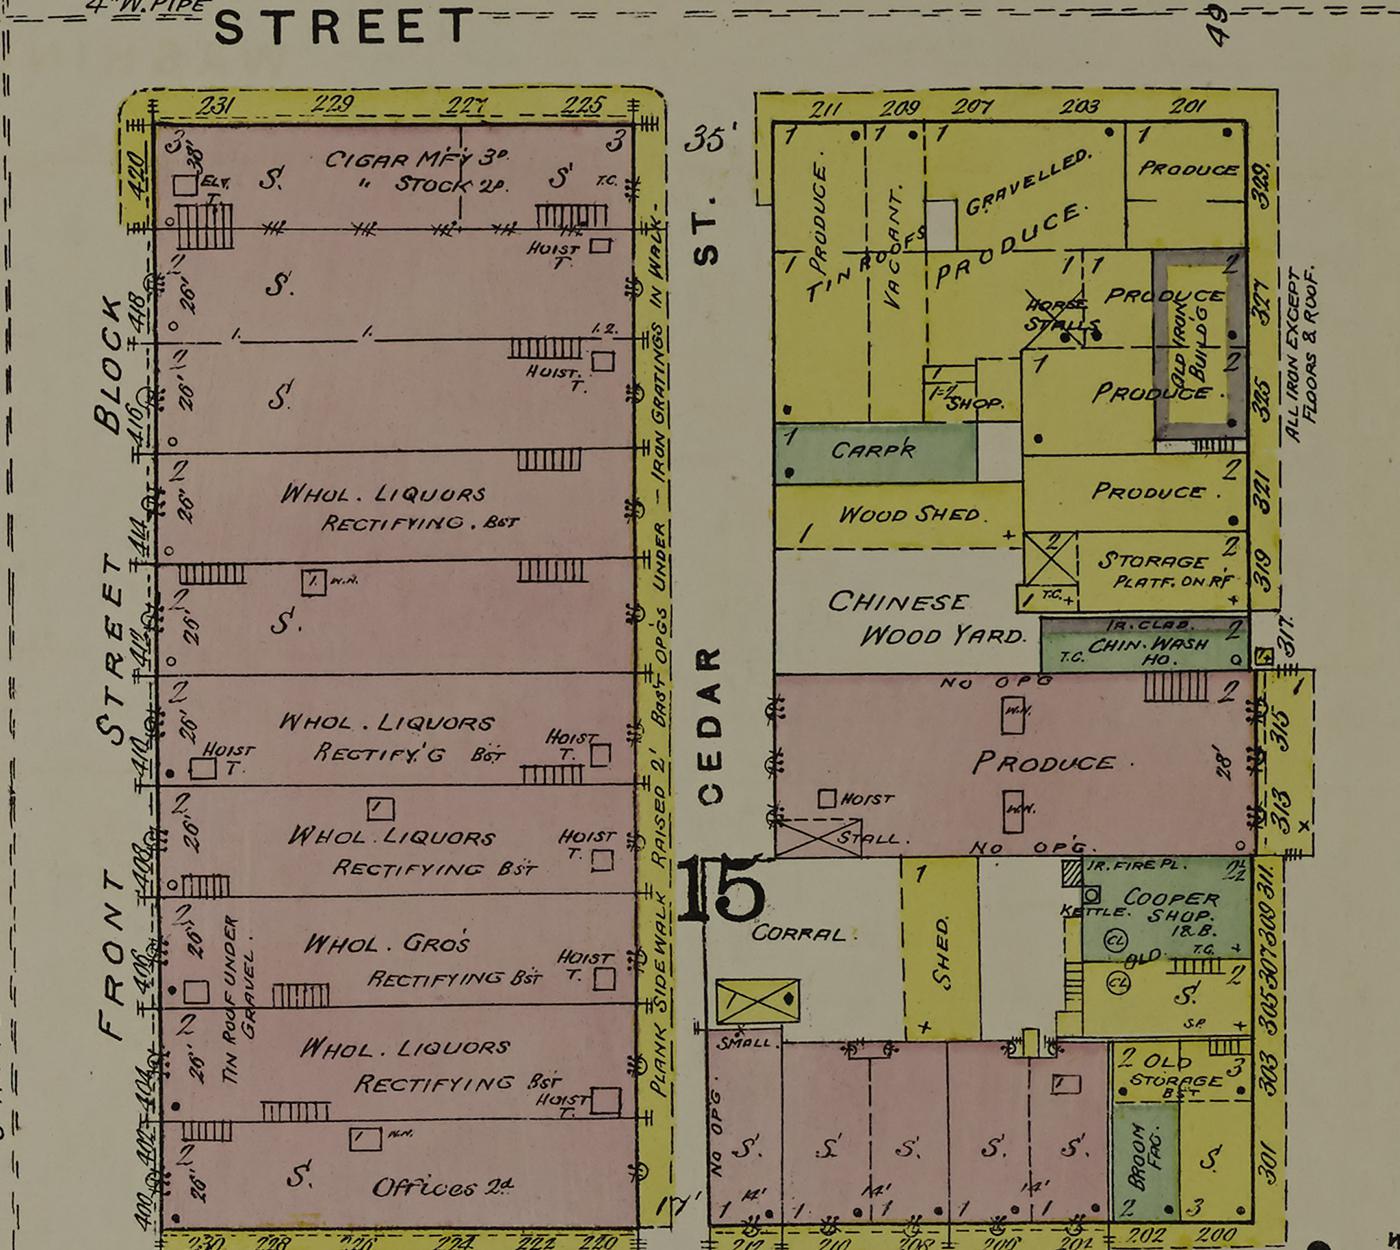 4" W. PIPE
STREET
49
231 229 227 225
35'
211 209 207 203 201
420
3
38'
ELV.
T.
S.
CIGAR MF'Y 3D.
" STOCK 2D.
S
3
T.C.
HOIST
T.
418
2
26'
S.
1. 1. 1.2.
HOIST.
T.
416
2
26'
S.
414
2
26'
WHOL. LIQUORS
RECTIFYING. BST
412
2
26'
1
W.H.
S.
410
2
26'
WHOL. LIQUORS
RECTIFY'G BST
HOIST
T.
HOIST
T.
408
2
26'
1
WHOL. LIQUORS
RECTIFYING BST
HOIST
T.
406
2
26'
WHOL. GRO'S
RECTIFYING BST
HOIST
T.
TIN ROOF UNDER
GRAVEL.
404
2
26'
WHOL. LIQUORS
RECTIFYING BST
HOIST
T.
402
400
2
26'
1
W.H.
S.
OFFICES 2d
230 228 226 224 222 220
FRONT STREET BLOCK
PLANK SIDEWALK RAISED 2' BAS'T OP'GS UNDER - IRON GRATINGS IN WALK-
CEDAR ST.
15
17'
1
PRODUCE.
1
VACANT.
GRAVELLED.
PRODUCE.
1
1
PRODUCE
329.
T'N ROOFS
1
1
HORSE
STALLS
1
PRODUCE
2
327
OLD IRON
BUILD'G
1
PRODUCE.
2
325
ALL IRON EXCEPT
FLOORS & ROOF.
1
1=2
SHOP.
1
CARP'R
PRODUCE.
2
321
WOOD SHED.
1
2
STORAGE
PLATF. ON R'F
2
319
1
T.C.
CHINESE
WOOD YARD.
IR. CLAD.
CHIN. WASH
HO.
T.C.
2
317.
S
NO OPG
2
W.H.
PRODUCE.
28'
1
315
313
HOIST
W.H.
STALL.
NO OP'G.
CORRAL.
1
SHED.
IR. FIRE PL.
KETTLE.
COOPER
SHOP.
1&B.
T.C.
2½
CL
OLD
CL
S.
2
S.P.
311. 309 307 305
1
SMALL.
NO OPG
S.
14'
1
S.
1
S.
14'
1
S.
1
S.
14'
1
1
2 OLD 3
STORAGE
BST
303
BROOM
FAC.
2
S.
3
301
212 210 208 206 204 202 200